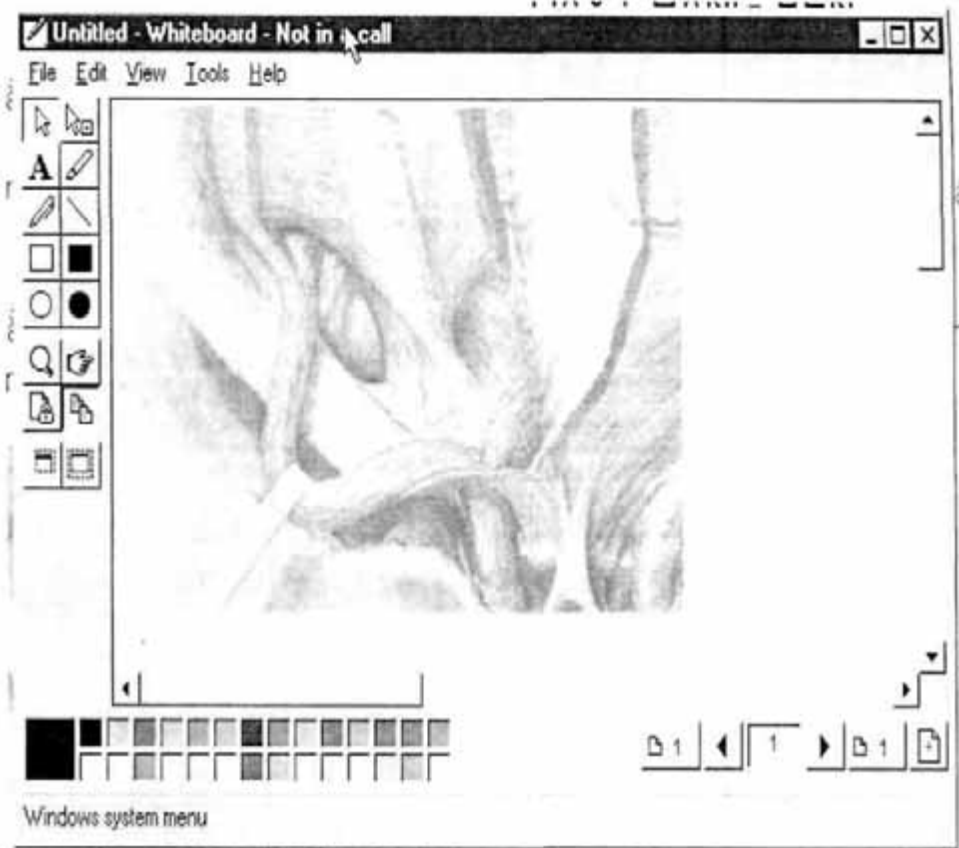 Untitled - Whiteboard - Not in a call
File Edit View Tools Help
A
1 1 1
Windows system menu